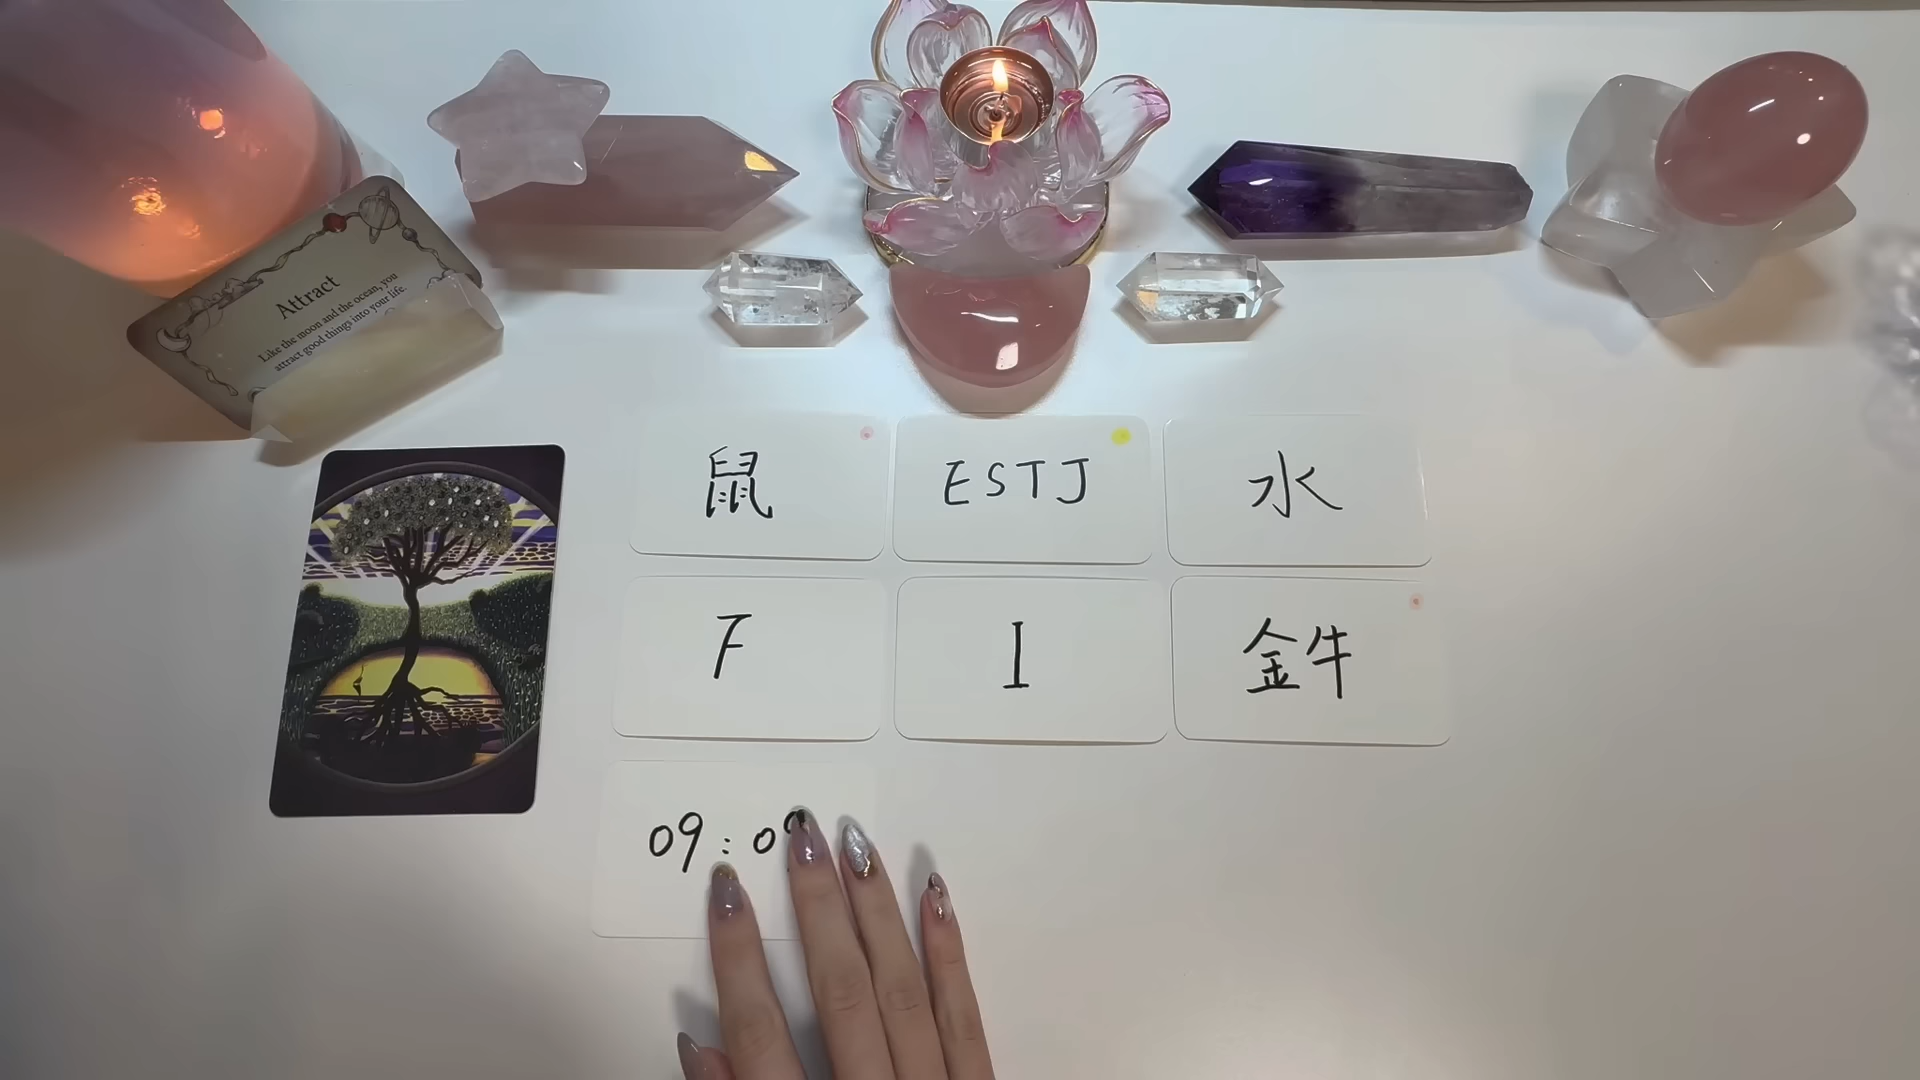 Attract
Like the moon and the ocean, you
attract good things into your life.
鼠
ESTJ
水
F
I
金牛
09:09